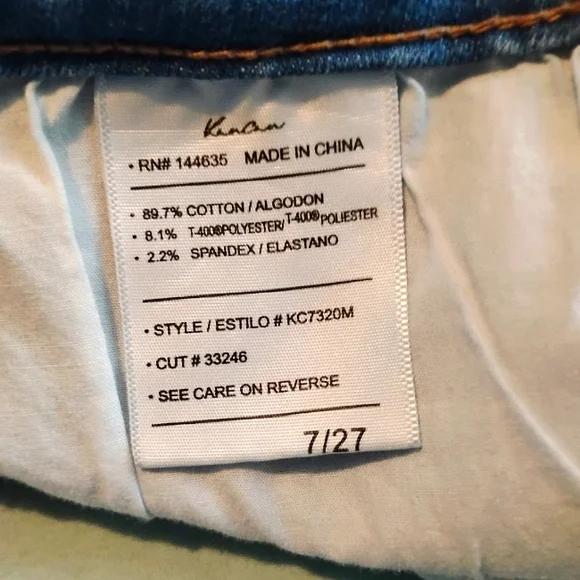 KanCan
• RN# 144635 MADE IN CHINA
• 89.7% COTTON / ALGODON
• 8.1% T-400®POLYESTER/ T-400® POLIESTER
• 2.2% SPANDEX / ELASTANO
• STYLE / ESTILO # KC7320M
• CUT # 33246
• SEE CARE ON REVERSE
7/27